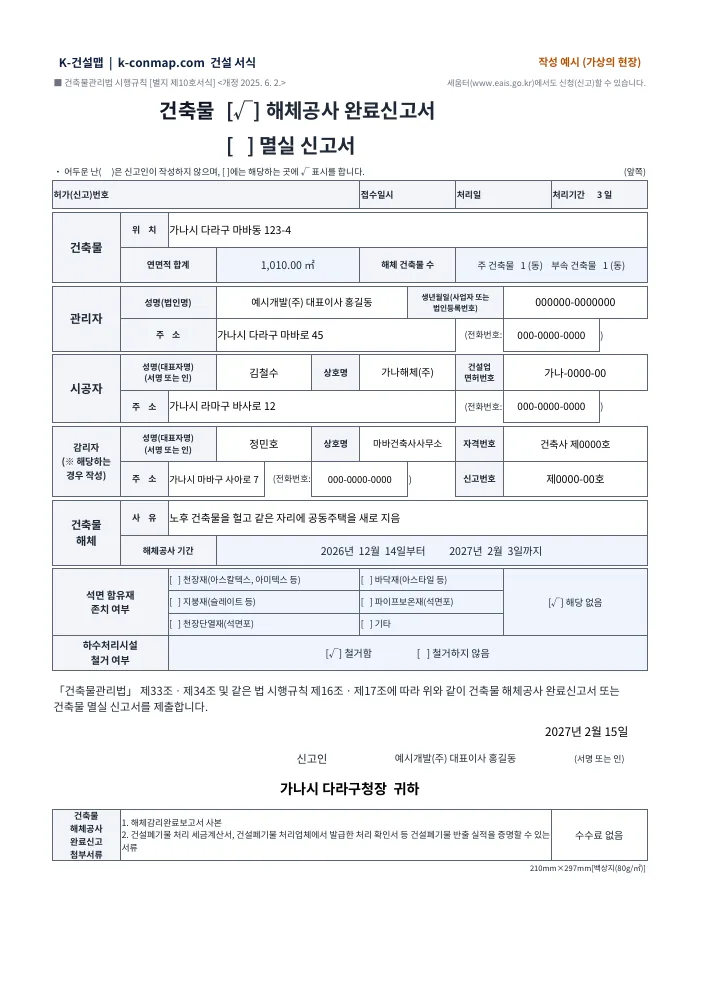 K-건설맵 | k-conmap.com 건설 서식
작성 예시 (가상의 현장)
■ 건축물관리법 시행규칙 [별지 제10호서식] <개정 2025. 6. 2.>
세움터(www.eais.go.kr)에서도 신청(신고)할 수 있습니다.
건축물 [√] 해체공사 완료신고서
[ ] 멸실 신고서
・ 어두운 난( )은 신고인이 작성하지 않으며, [ ]에는 해당하는 곳에 √ 표시를 합니다.
(앞쪽)
허가(신고)번호 접수일시 처리일 처리기간 3 일
건축물
위 치 가나시 다라구 마바동 123-4
연면적 합계 1,010.00 ㎡ 해체 건축물 수 주 건축물 1 (동) 부속 건축물 1 (동)
관리자
성명(법인명) 예시개발(주) 대표이사 홍길동
생년월일(사업자 또는
법인등록번호)
000000-0000000
주 소 가나시 다라구 마바로 45 (전화번호: 000-0000-0000 )
시공자
성명(대표자명)
(서명 또는 인)
김철수 상호명 가나해체(주)
건설업
면허번호
가나-0000-00
주 소 가나시 라마구 바사로 12 (전화번호: 000-0000-0000 )
감리자
(※ 해당하는
경우 작성)
성명(대표자명)
(서명 또는 인)
정민호 상호명 마바건축사사무소 자격번호 건축사 제0000호
주 소 가나시 마바구 사아로 7 (전화번호: 000-0000-0000 ) 신고번호 제0000-00호
건축물
해체
사 유 노후 건축물을 헐고 같은 자리에 공동주택을 새로 지음
해체공사 기간 2026년 12월 14일부터 2027년 2월 3일까지
석면 함유재
존치 여부
[ ] 천장재(아스칼텍스, 아미텍스 등) [ ] 바닥재(아스타일 등)
[ ] 지붕재(슬레이트 등) [ ] 파이프보온재(석면포)
[√] 해당 없음
[ ] 천장단열재(석면포) [ ] 기타
하수처리시설
철거 여부
[√] 철거함 [ ] 철거하지 않음
「건축물관리법」 제33조ㆍ제34조 및 같은 법 시행규칙 제16조ㆍ제17조에 따라 위와 같이 건축물 해체공사 완료신고서 또는
건축물 멸실 신고서를 제출합니다.
2027년 2월 15일
신고인 예시개발(주) 대표이사 홍길동 (서명 또는 인)
가나시 다라구청장 귀하
건축물
해체공사
완료신고
첨부서류
1. 해체감리완료보고서 사본
2. 건설폐기물 처리 세금계산서, 건설폐기물 처리업체에서 발급한 처리 확인서 등 건설폐기물 반출 실적을 증명할 수 있는
서류
수수료 없음
210mm×297mm[백상지(80g/㎡)]